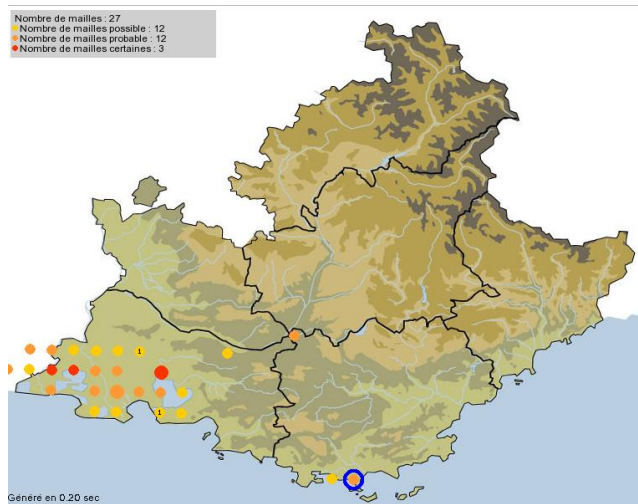 Nombre de mailles : 27
Nombre de mailles possible : 12
Nombre de mailles probable : 12
Nombre de mailles certaines : 3
1
1
Généré en 0.20 sec